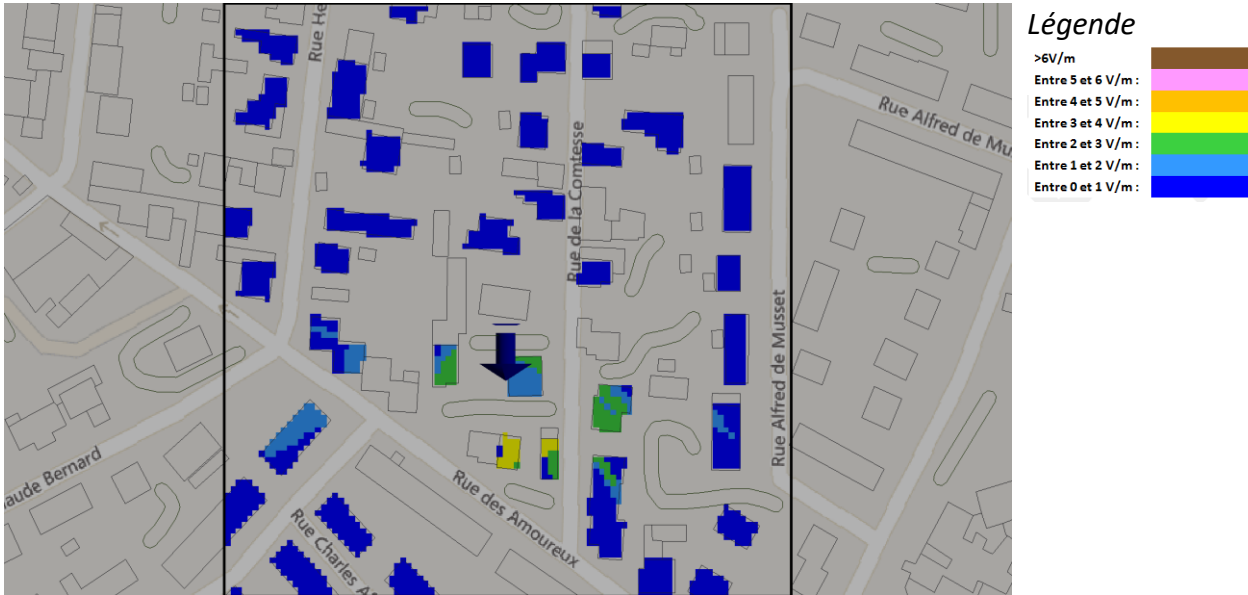 Légende
>6V/m
Entre 5 et 6 V/m :
Entre 4 et 5 V/m :
Entre 3 et 4 V/m :
Entre 2 et 3 V/m :
Entre 1 et 2 V/m :
Entre 0 et 1 V/m :
Rue He
Rue Alfred de Mu
Rue de la Comtesse
Rue Alfred de Musset
aude Bernard
Rue des Amoureux
Rue Charles A